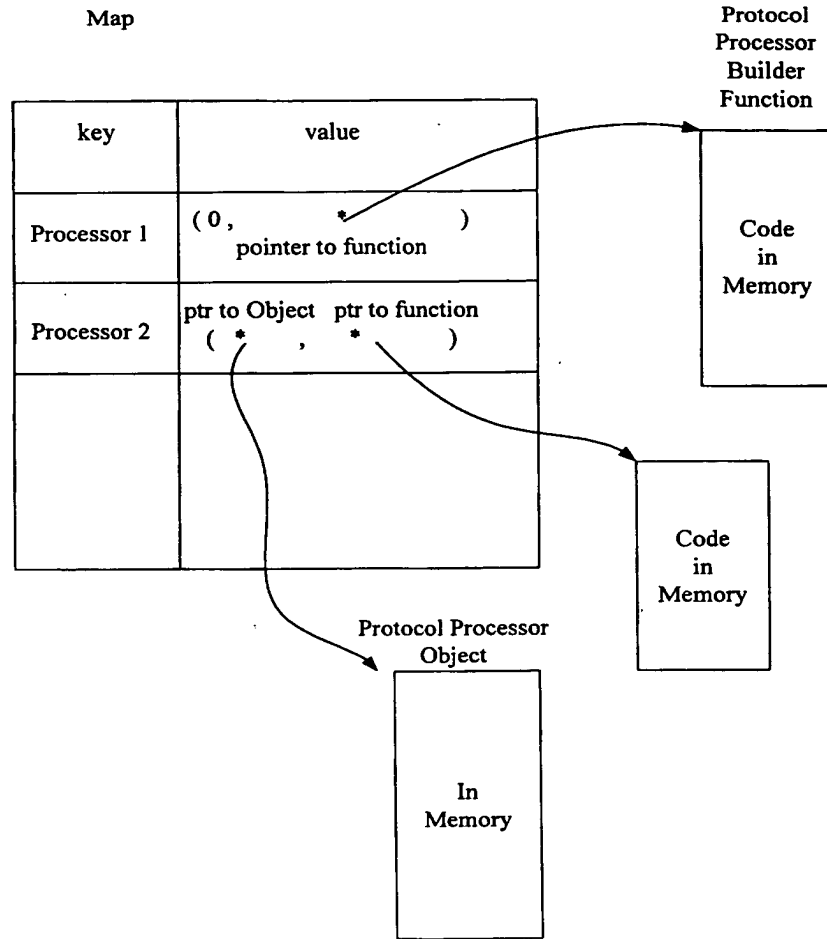 Map
Protocol
Processor
Builder
Function
key value
Processor 1 ( 0 , * )
pointer to function
Code
in
Memory
ptr to Object ptr to function
Processor 2 ( * , * )
Code
in
Memory
Protocol Processor
Object
In
Memory